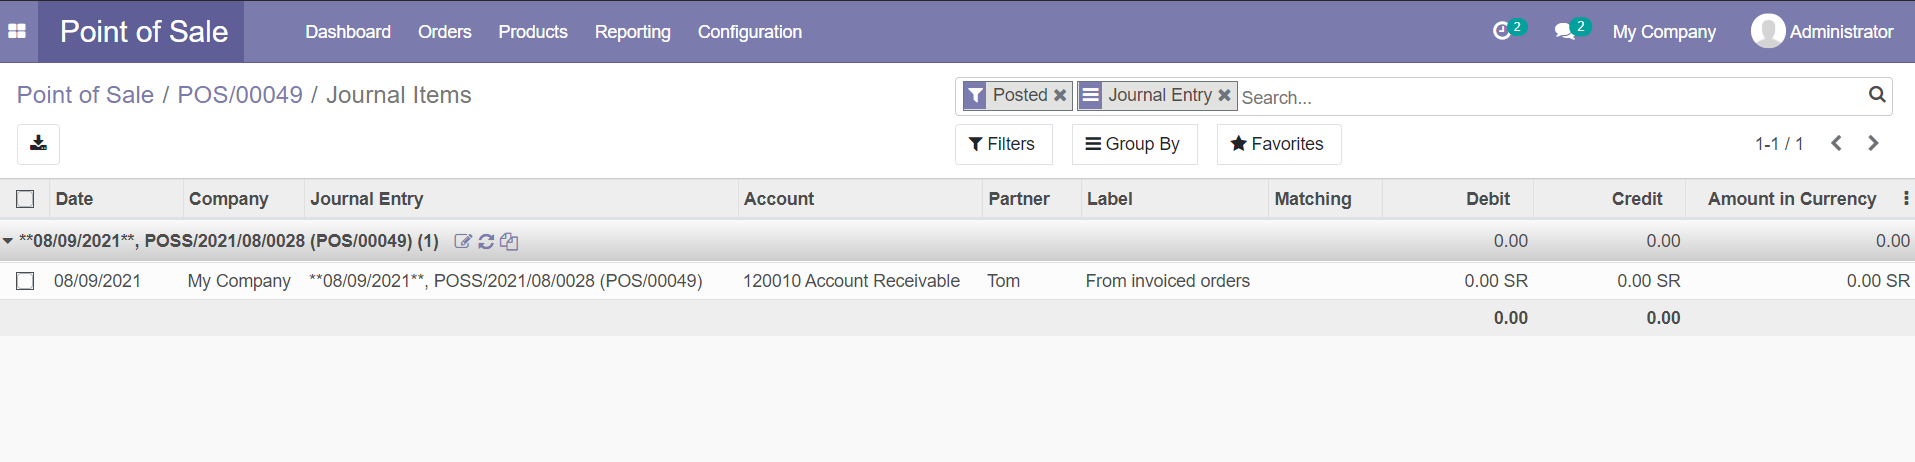 Point of Sale Dashboard Orders Products Reporting Configuration 2 2 My Company Administrator
Point of Sale / POS/00049 / Journal Items Posted Journal Entry Search...
Filters Group By Favorites 1-1 / 1
Date Company Journal Entry Account Partner Label Matching Debit Credit Amount in Currency
**08/09/2021**, POSS/2021/08/0028 (POS/00049) (1) 0.00 0.00 0.00
08/09/2021 My Company **08/09/2021**, POSS/2021/08/0028 (POS/00049) 120010 Account Receivable Tom From invoiced orders 0.00 SR 0.00 SR 0.00 SR
0.00 0.00